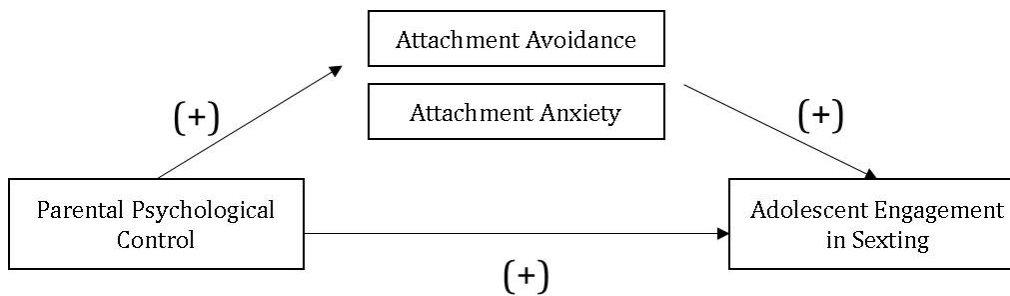 Attachment Avoidance
Attachment Anxiety
(+)
(+)
Parental Psychological
Control
Adolescent Engagement
in Sexting
(+)